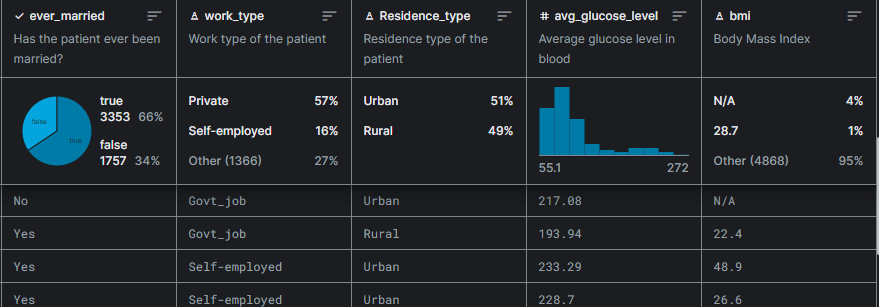 ever_married
Has the patient ever been
married?
work_type
Work type of the patient
Residence_type
Residence type of the
patient
# avg_glucose_level
Average glucose level in
blood
bmi
Body Mass Index
false
true
true
3353 66%
false
1757 34%
Private 57%
Self-employed 16%
Other (1366) 27%
Urban 51%
Rural 49%
55.1 272
N/A 4%
28.7 1%
Other (4868) 95%
No Govt_job Urban 217.08 N/A
Yes Govt_job Rural 193.94 22.4
Yes Self-employed Urban 233.29 48.9
Yes Self-employed Urban 228.7 26.6